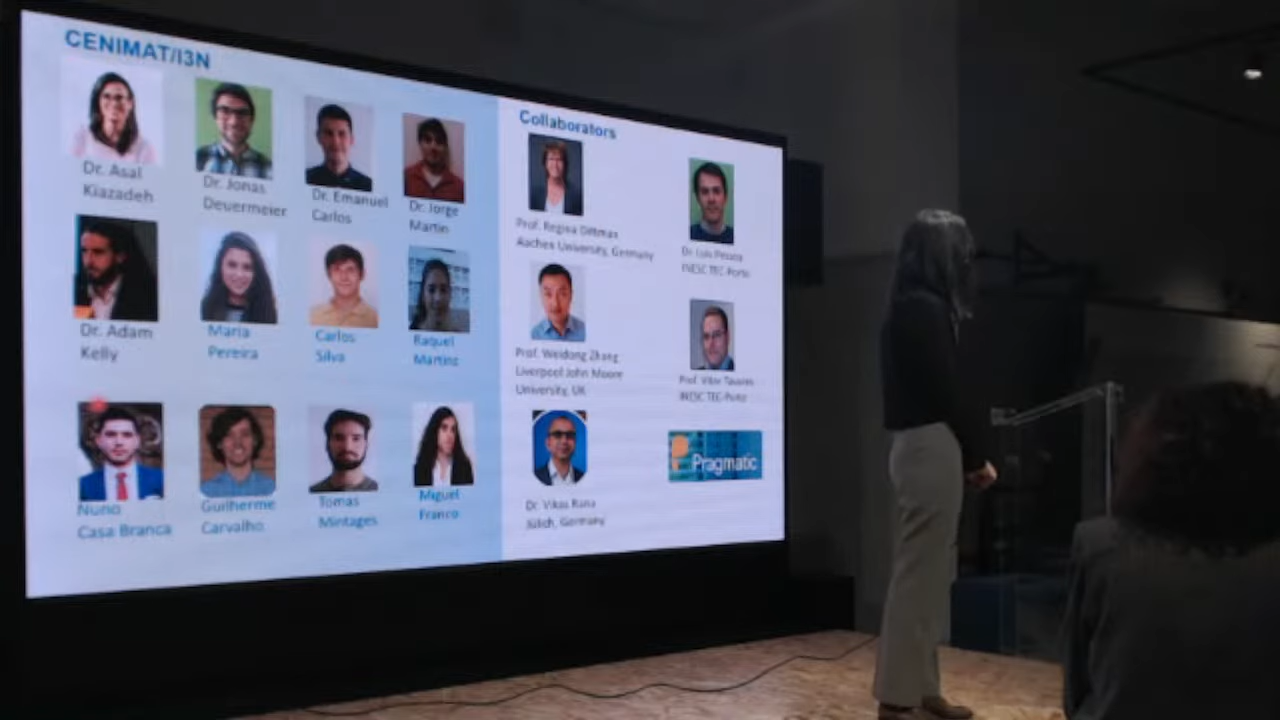 CENIMAT/I3N
Dr. Asal
Kiazadeh
Dr. Jonas
Deuermeier
Dr. Emanuel
Carlos
Dr. Jorge
Martin
Dr. Adam
Kelly
Maria
Pereira
Carlos
Silva
Raquel
Martins
Nuno
Casa Branca
Guilherme
Carvalho
Tomas
Mintages
Miguel
Franco
Collaborators
Prof. Regina Dittman
Aachen University, Germany
Dr. Luis
INESC TEC-Porto
Prof. Weidong Zhang
Liverpool John Moore
University, UK
Prof. Vitor Tavares
INESC TEC-Porto
Dr. Vikas Rana
Jülich, Germany
Pragmatic